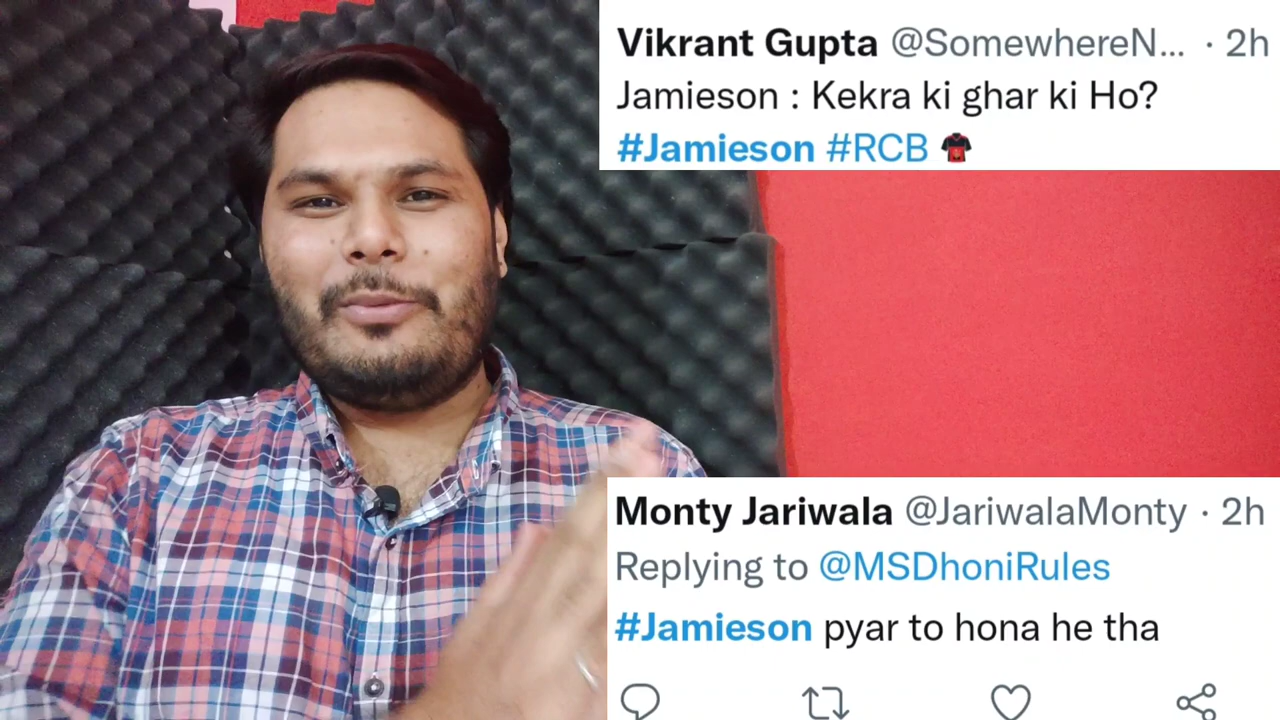 Vikrant Gupta @SomewhereN... · 2h
Jamieson : Kekra ki ghar ki Ho?
#Jamieson #RCB
Monty Jariwala @JariwalaMonty · 2h
Replying to @MSDhoniRules
#Jamieson pyar to hona he tha